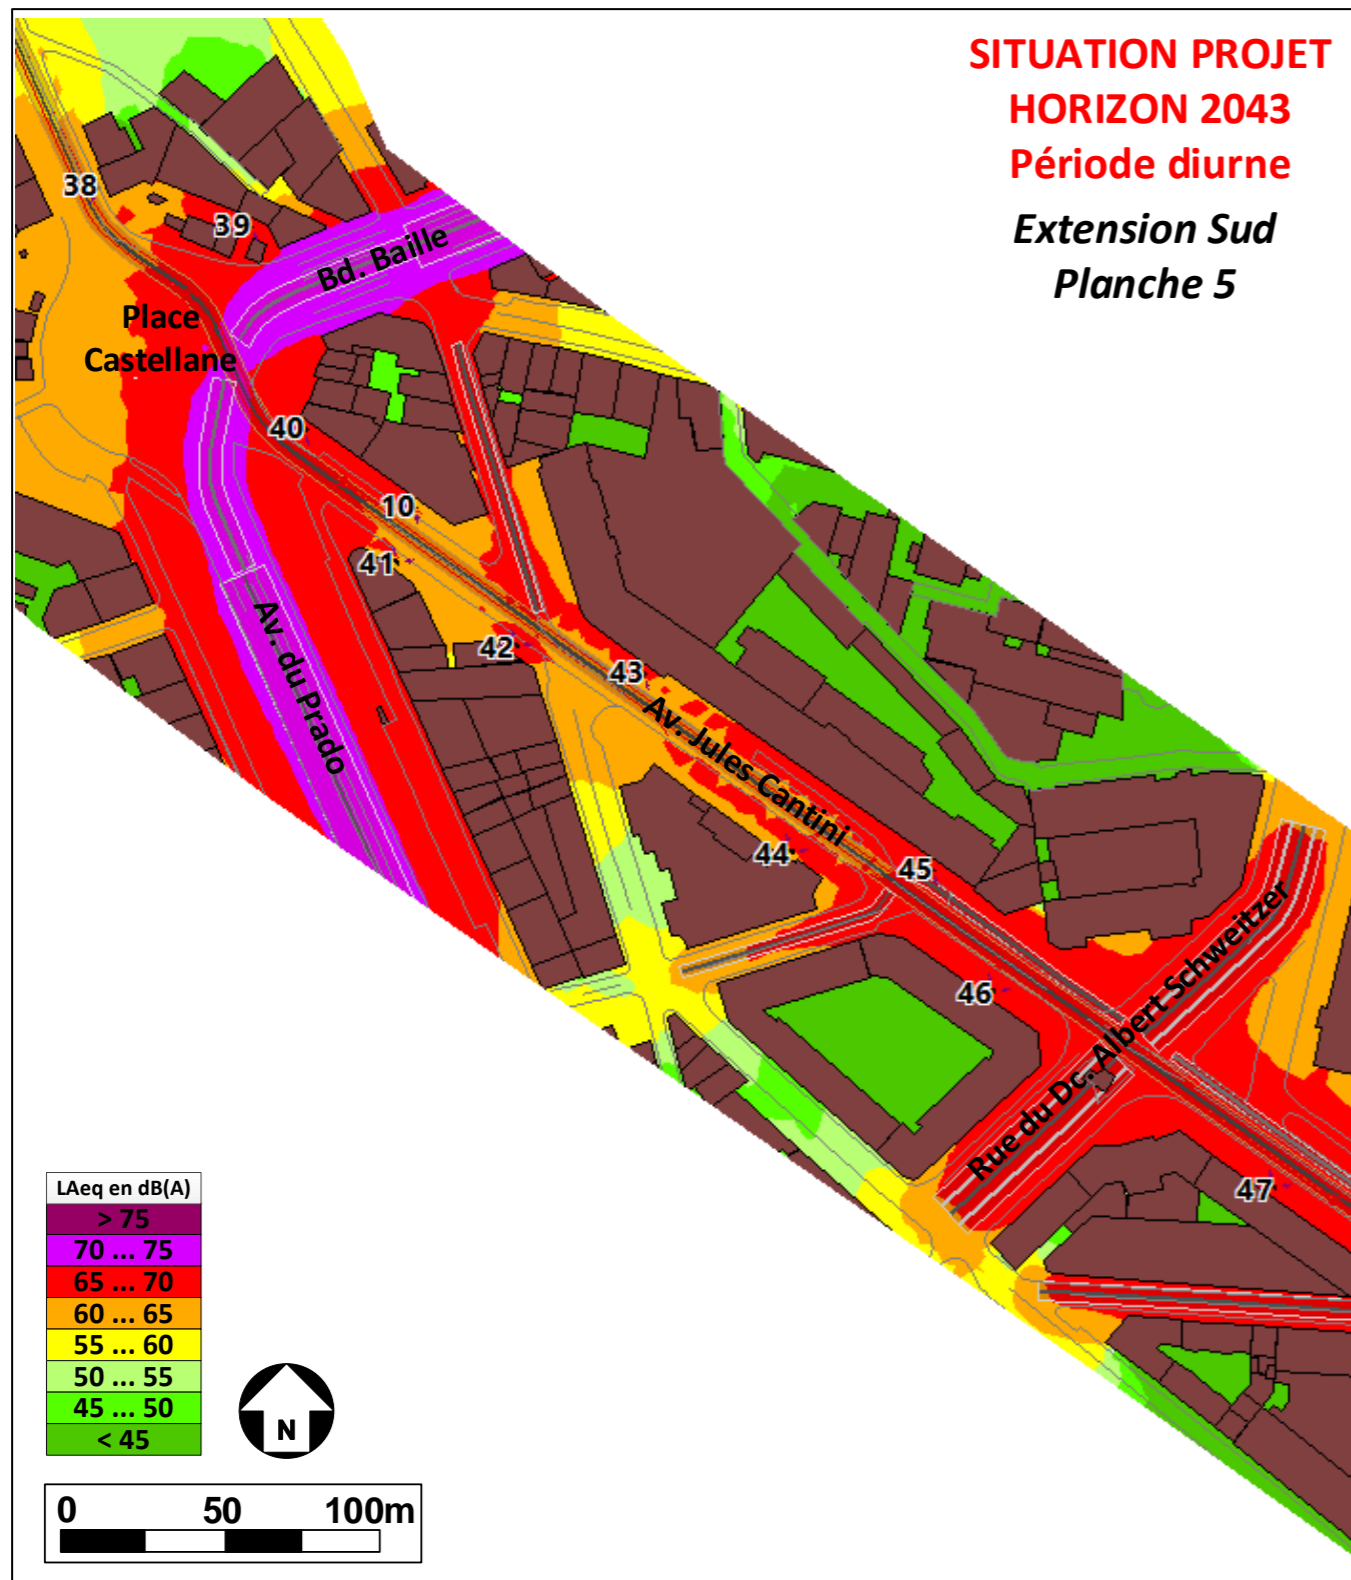 SITUATION PROJET
HORIZON 2043
Période diurne
Extension Sud
Planche 5
38
39
Bd. Baille
Place
Castellane
40
10
41
Av. du Prado
42
43
Av. Jules Cantini
44
45
46
Rue du Dc. Albert Schweitzer
47
LAeq en dB(A)
> 75
70 ... 75
65 ... 70
60 ... 65
55 ... 60
50 ... 55
45 ... 50
< 45
N
0 50 100m